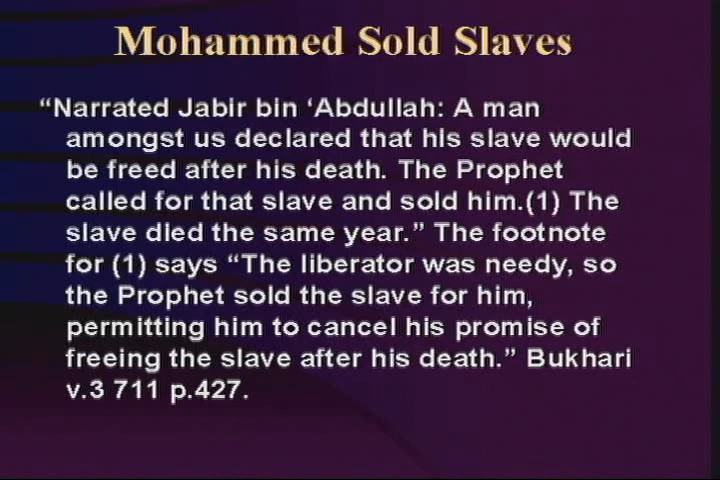 Mohammed Sold Slaves
“Narrated Jabir bin ‘Abdullah: A man
amongst us declared that his slave would
be freed after his death. The Prophet
called for that slave and sold him.(1) The
slave died the same year.” The footnote
for (1) says “The liberator was needy, so
the Prophet sold the slave for him,
permitting him to cancel his promise of
freeing the slave after his death.” Bukhari
v.3 711 p.427.